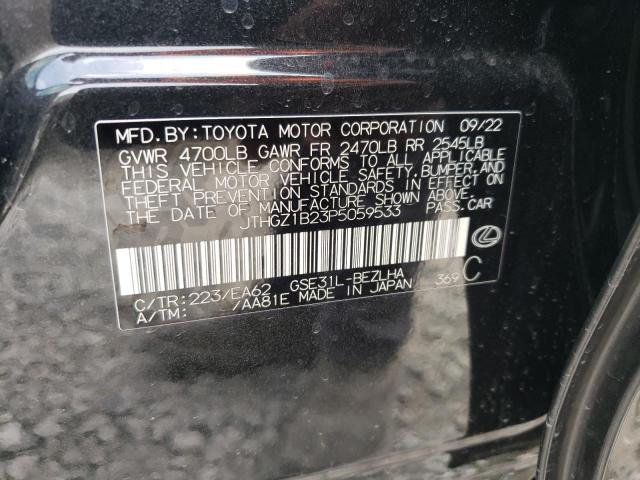 MFD. BY: TOYOTA MOTOR CORPORATION 09/22
GVWR 4700LB GAWR FR 2470LB RR 2545LB
THIS VEHICLE CONFORMS TO ALL APPLICABLE
FEDERAL MOTOR VEHICLE SAFETY, BUMPER, AND
THEFT PREVENTION STANDARDS IN EFFECT ON
THE DATE OF MANUFACTURE SHOWN ABOVE.
JTHGZ1B23P5059533 PASS. CAR
C/TR: 223/EA62 GSE31L-BEZLHA 369 C
A/TM: /AA81E MADE IN JAPAN